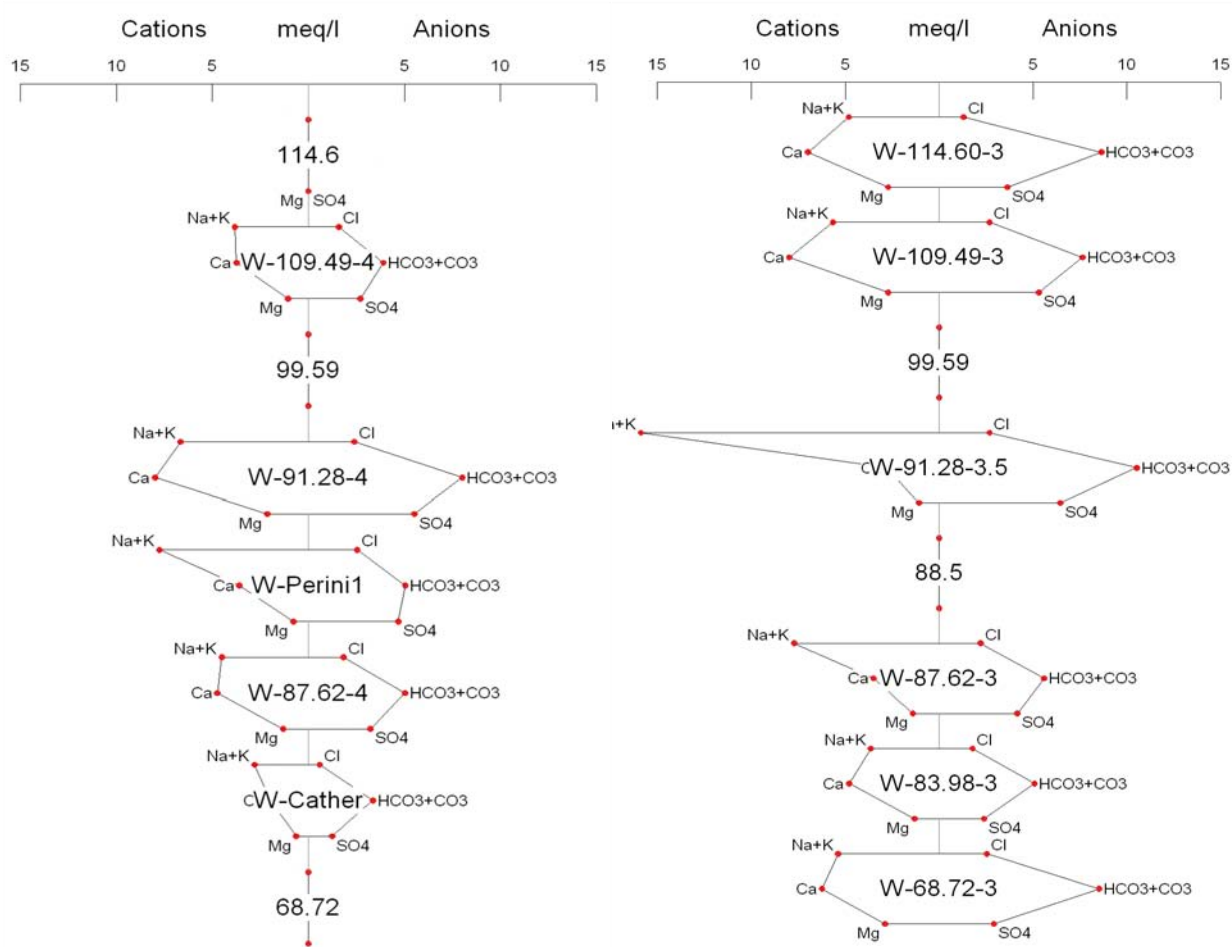 Cations meq/l Anions
15 10 5 5 10 15
114.6
Mg SO4
Na+K Cl
Ca W-109.49-4 HCO3+CO3
Mg SO4
99.59
Na+K Cl
Ca W-91.28-4 HCO3+CO3
Mg SO4
Na+K Cl
Ca W-Perini1 HCO3+CO3
Mg SO4
Na+K Cl
Ca W-87.62-4 HCO3+CO3
Mg SO4
Na+K Cl
W-Cather HCO3+CO3
Mg SO4
68.72
Cations meq/l Anions
15 10 5 5 10 15
Na+K Cl
Ca W-114.60-3 HCO3+CO3
Mg SO4
Na+K Cl
Ca W-109.49-3 HCO3+CO3
Mg SO4
99.59
+K Cl
W-91.28-3.5 HCO3+CO3
Mg SO4
88.5
Na+K Cl
Ca W-87.62-3 HCO3+CO3
Mg SO4
Na+K Cl
Ca W-83.98-3 HCO3+CO3
Mg SO4
Na+K Cl
Ca W-68.72-3 HCO3+CO3
Mg SO4